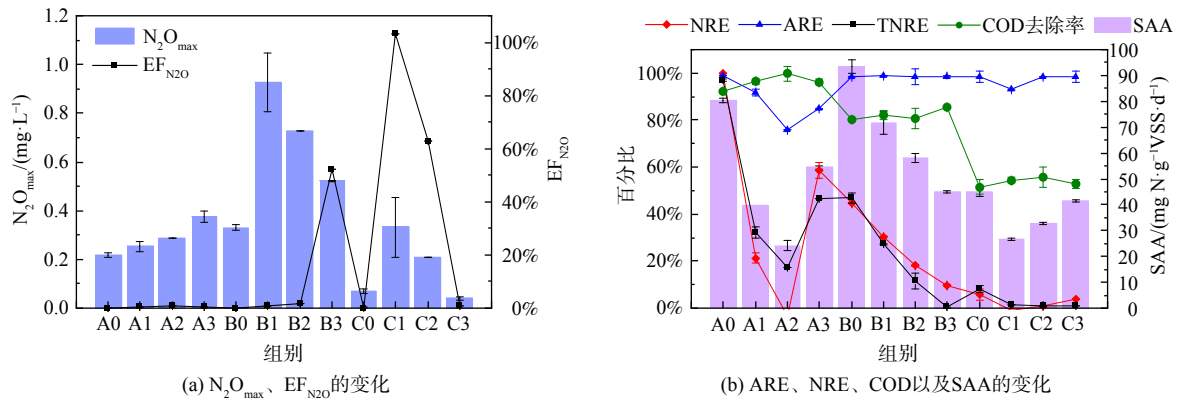 N₂Oₘₐₓ
EF_N2O
1.2
1.0
0.8
0.6
0.4
0.2
0.0
N₂Oₘₐₓ/(mg·L⁻¹)
100%
80%
60%
40%
20%
0%
EF_N2O
A0 A1 A2 A3 B0 B1 B2 B3 C0 C1 C2 C3
组别
(a) N₂Oₘₐₓ、EF_N2O的变化
NRE ARE TNRE COD去除率 SAA
100%
80%
60%
40%
20%
0%
百分比
100
90
80
70
60
50
40
30
20
10
0
SAA/(mg N·g⁻¹VSS·d⁻¹)
A0 A1 A2 A3 B0 B1 B2 B3 C0 C1 C2 C3
组别
(b) ARE、NRE、COD以及SAA的变化